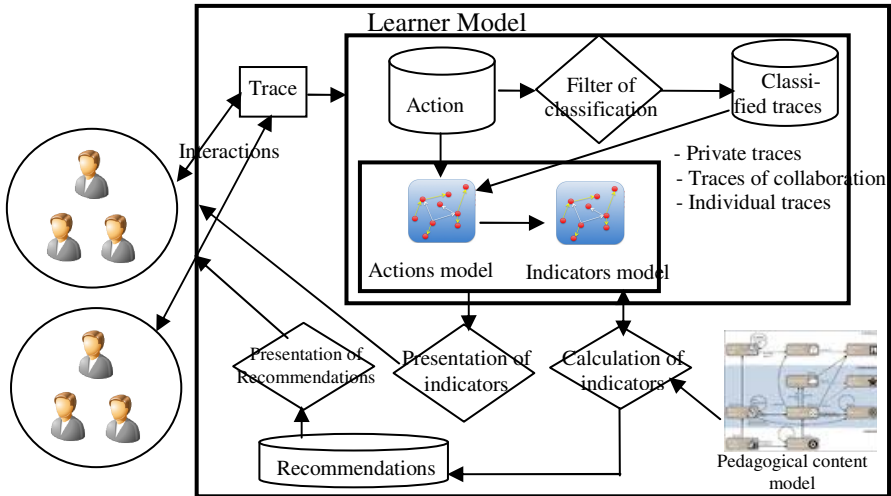 Learner Model
Trace
Action
Filter of
classification
Classi-
fied traces
Interactions
- Private traces
- Traces of collaboration
- Individual traces
Actions model
Indicators model
Presentation of
Recommendations
Presentation of
indicators
Calculation of
indicators
Recommendations
Pedagogical content
model